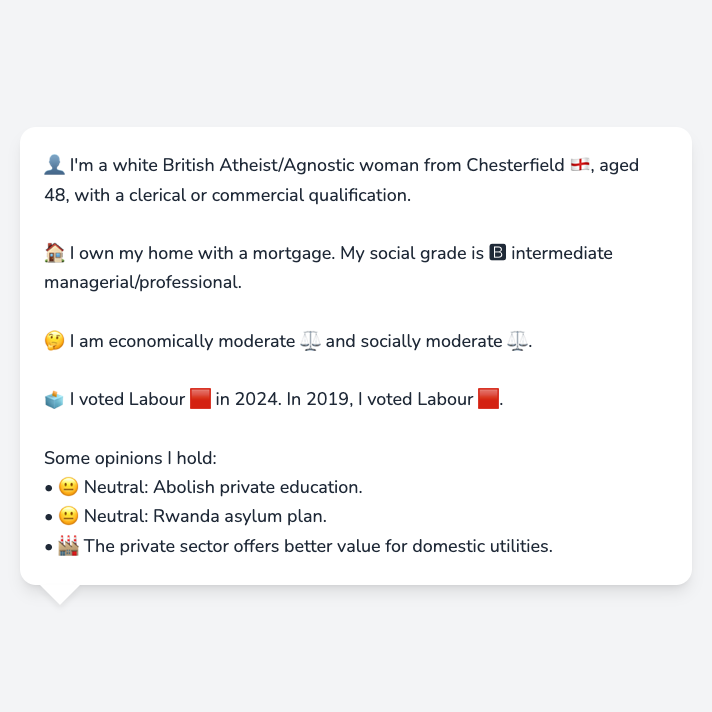 👤 I'm a white British Atheist/Agnostic woman from Chesterfield 🏴󠁧󠁢󠁥󠁮󠁧󠁿, aged
48, with a clerical or commercial qualification.
🏠 I own my home with a mortgage. My social grade is 🅱 intermediate
managerial/professional.
🤔 I am economically moderate ⚖️ and socially moderate ⚖️.
🗳️ I voted Labour 🟥 in 2024. In 2019, I voted Labour 🟥.
Some opinions I hold:
• 😐 Neutral: Abolish private education.
• 😐 Neutral: Rwanda asylum plan.
• 🏭 The private sector offers better value for domestic utilities.